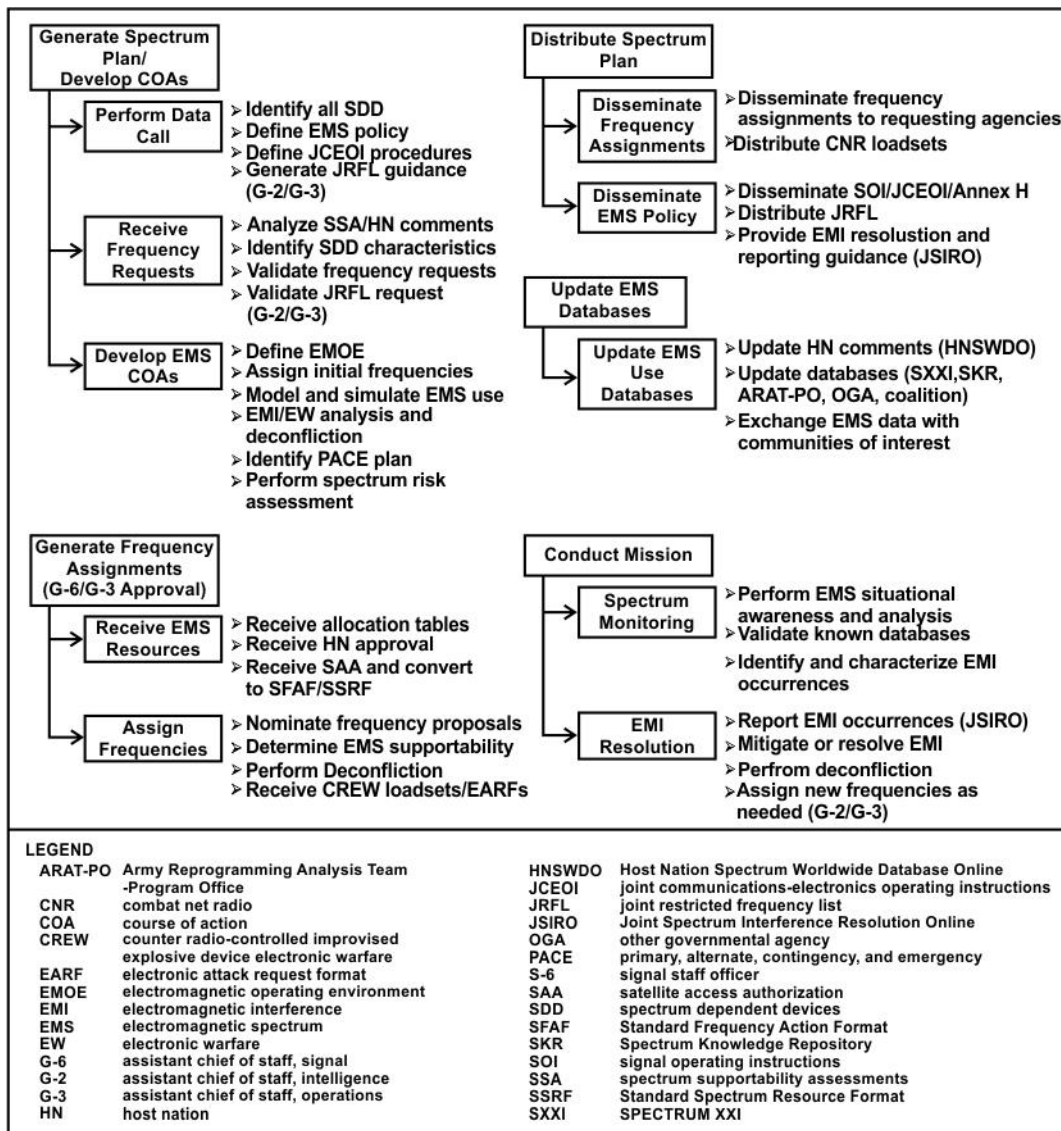 Generate Spectrum
Plan/
Develop COAs
Perform Data
Call
➢Identify all SDD
➢Define EMS policy
➢Define JCEOI procedures
➢Generate JRFL guidance
(G-2/G-3)
Receive
Frequency
Requests
➢Analyze SSA/HN comments
➢Identify SDD characteristics
➢Validate frequency requests
➢Validate JRFL request
(G-2/G-3)
Develop EMS
COAs
➢Define EMOE
➢Assign initial frequencies
➢Model and simulate EMS use
➢EMI/EW analysis and
deconfliction
➢Identify PACE plan
➢Perform spectrum risk
assessment
Distribute Spectrum
Plan
Disseminate
Frequency
Assignments
➢Disseminate frequency
assignments to requesting agencies
➢Distribute CNR loadsets
Disseminate
EMS Policy
➢Disseminate SOI/JCEOI/Annex H
➢Distribute JRFL
➢Provide EMI resolustion and
reporting guidance (JSIRO)
Update EMS
Databases
Update EMS
Use
Databases
➢Update HN comments (HNSWDO)
➢Update databases (SXXI,SKR,
ARAT-PO, OGA, coalition)
➢Exchange EMS data with
communities of interest
Generate Frequency
Assignments
(G-6/G-3 Approval)
Receive EMS
Resources
➢Receive allocation tables
➢Receive HN approval
➢Receive SAA and convert
to SFAF/SSRF
Assign
Frequencies
➢Nominate frequency proposals
➢Determine EMS supportability
➢Perform Deconfliction
➢Receive CREW loadsets/EARFs
Conduct Mission
Spectrum
Monitoring
➢Perform EMS situational
awareness and analysis
➢Validate known databases
➢Identify and characterize EMI
occurrences
EMI
Resolution
➢Report EMI occurrences (JSIRO)
➢Mitigate or resolve EMI
➢Perfrom deconfliction
➢Assign new frequencies as
needed (G-2/G-3)
LEGEND
ARAT-PO Army Reprogramming Analysis Team
-Program Office
CNR combat net radio
COA course of action
CREW counter radio-controlled improvised
explosive device electronic warfare
EARF electronic attack request format
EMOE electromagnetic operating environment
EMI electromagnetic interference
EMS electromagnetic spectrum
EW electronic warfare
G-6 assistant chief of staff, signal
G-2 assistant chief of staff, intelligence
G-3 assistant chief of staff, operations
HN host nation
HNSWDO Host Nation Spectrum Worldwide Database Online
JCEOI joint communications-electronics operating instructions
JRFL joint restricted frequency list
JSIRO Joint Spectrum Interference Resolution Online
OGA other governmental agency
PACE primary, alternate, contingency, and emergency
S-6 signal staff officer
SAA satellite access authorization
SDD spectrum dependent devices
SFAF Standard Frequency Action Format
SKR Spectrum Knowledge Repository
SOI signal operating instructions
SSA spectrum supportability assessments
SSRF Standard Spectrum Resource Format
SXXI SPECTRUM XXI